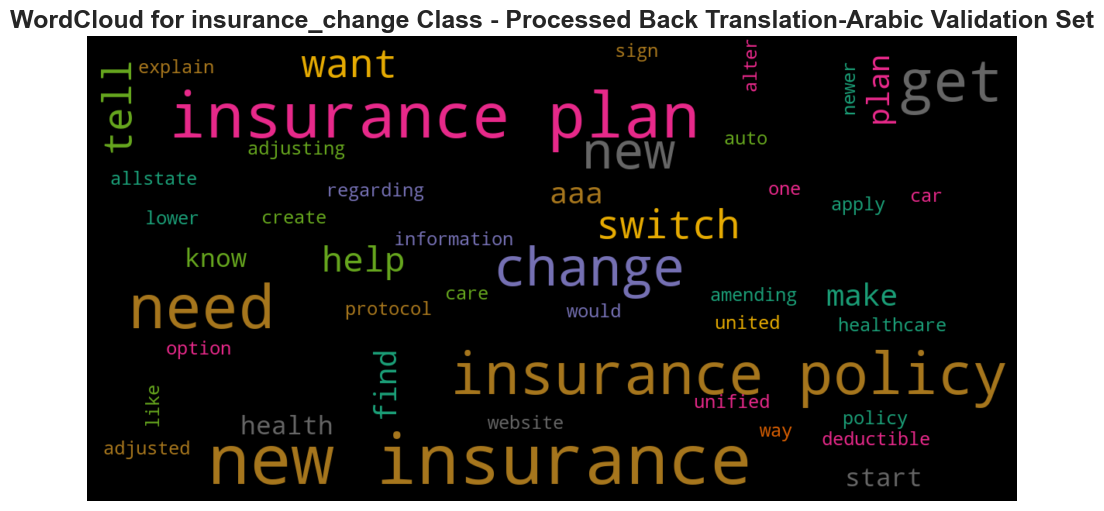 WordCloud for insurance_change Class - Processed Back Translation-Arabic Validation Set
explain
want
sign
alter
newer
plan
get
tell
insurance plan
new
auto
adjusting
allstate
regarding
aaa
one
apply
car
lower
create
information
switch
know
help
change
need
protocol
care
would
amending
make
united
healthcare
option
find
insurance policy
like
unified
health
website
way
policy
deductible
adjusted
new insurance
start